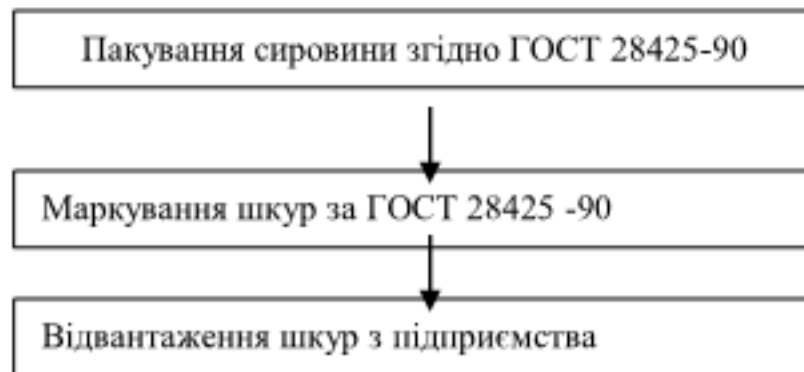 Пакування сировини згідно ГОСТ 28425-90
Маркування шкур за ГОСТ 28425 -90
Відвантаження шкур з підприємства